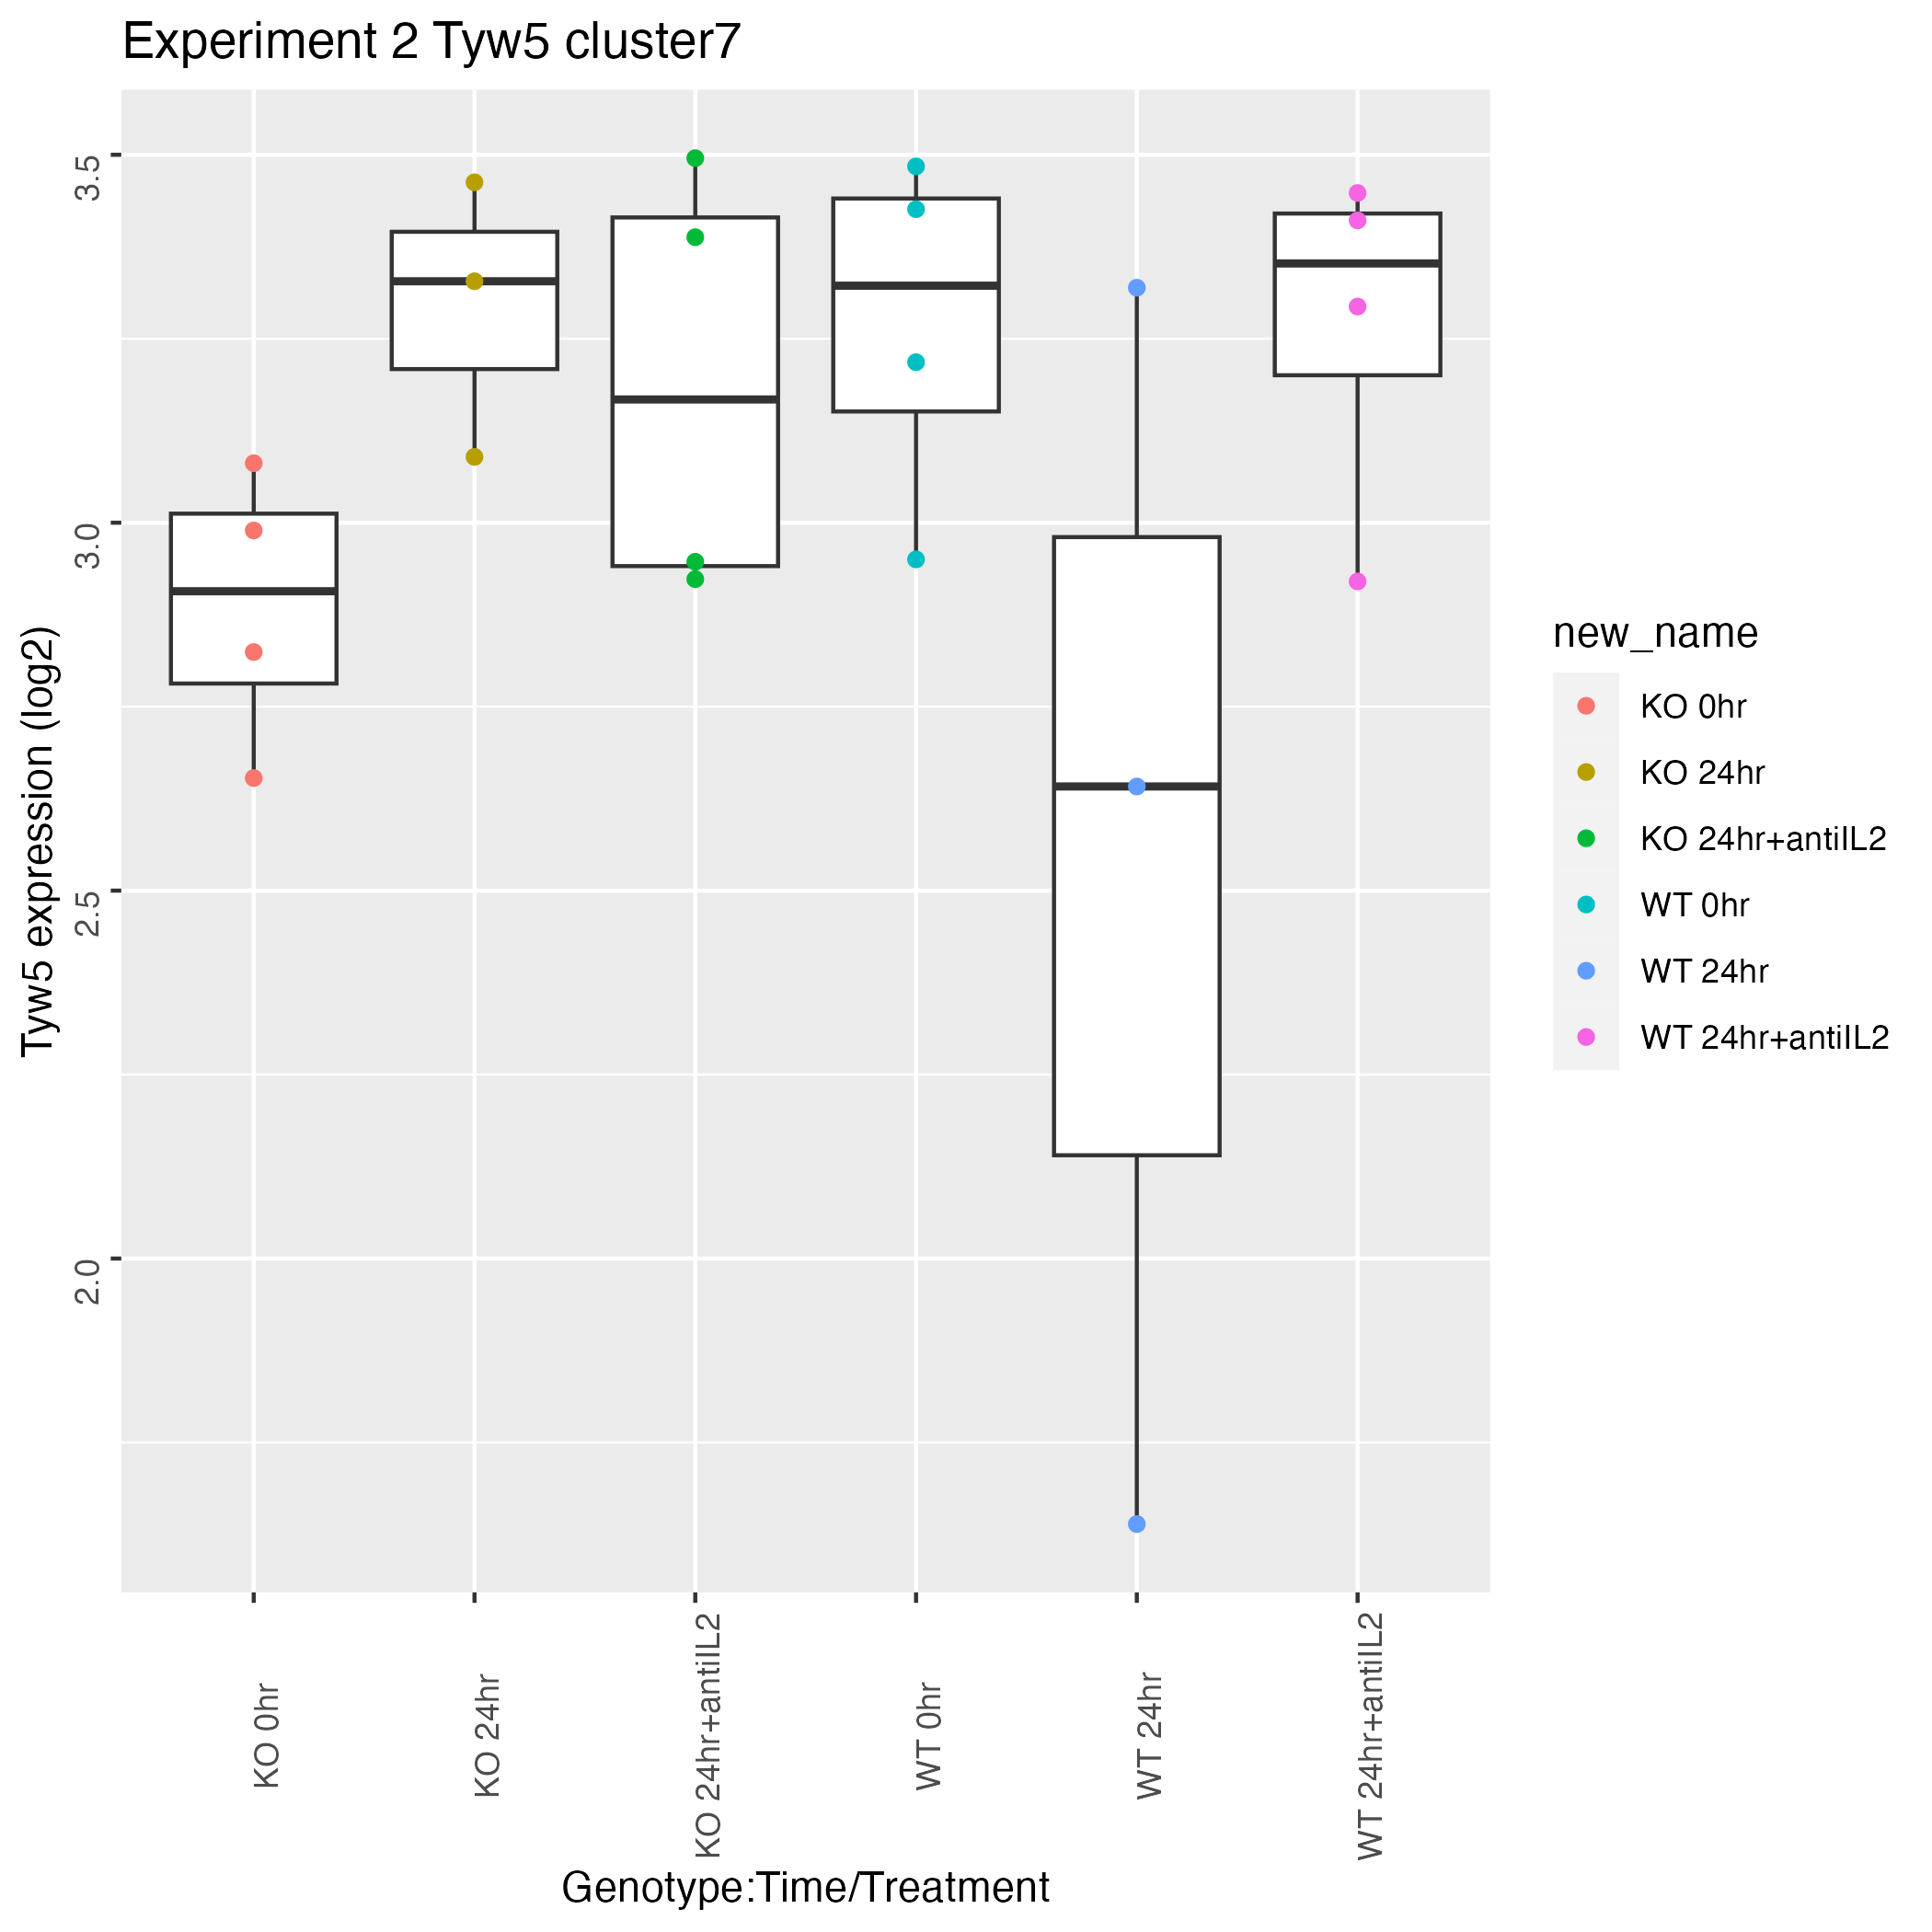 Experiment 2 Tyw5 cluster7
Tyw5 expression (log2)
3.5
3.0
2.5
2.0
KO 0hr
KO 24hr
KO 24hr+antiIL2
WT 0hr
WT 24hr
WT 24hr+antiIL2
Genotype:Time/Treatment
new_name
KO 0hr
KO 24hr
KO 24hr+antiIL2
WT 0hr
WT 24hr
WT 24hr+antiIL2